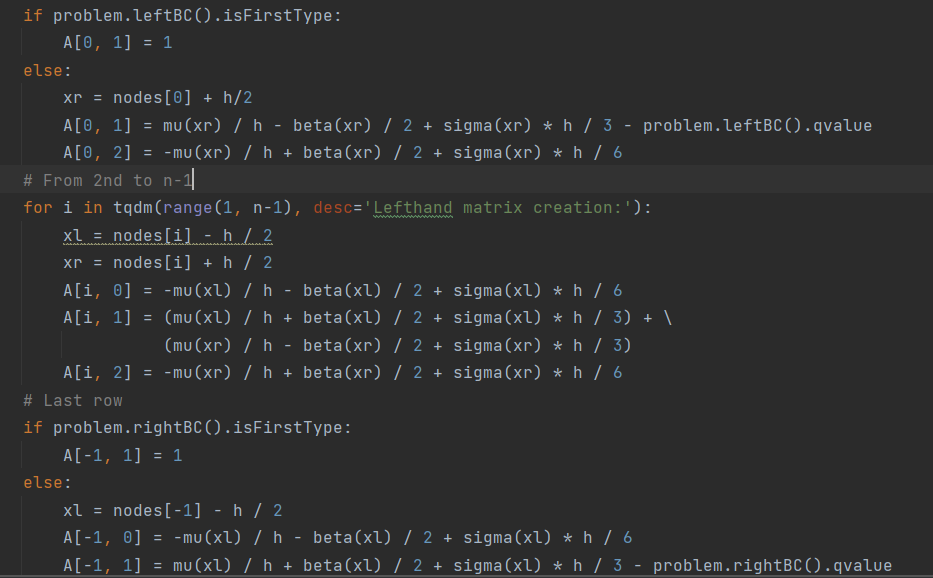 if problem.leftBC().isFirstType:
    A[0, 1] = 1
else:
    xr = nodes[0] + h/2
    A[0, 1] = mu(xr) / h - beta(xr) / 2 + sigma(xr) * h / 3 - problem.leftBC().qvalue
    A[0, 2] = -mu(xr) / h + beta(xr) / 2 + sigma(xr) * h / 6
# From 2nd to n-1
for i in tqdm(range(1, n-1), desc='Lefthand matrix creation:'):
    xl = nodes[i] - h / 2
    xr = nodes[i] + h / 2
    A[i, 0] = -mu(xl) / h - beta(xl) / 2 + sigma(xl) * h / 6
    A[i, 1] = (mu(xl) / h + beta(xl) / 2 + sigma(xl) * h / 3) + \
              (mu(xr) / h - beta(xr) / 2 + sigma(xr) * h / 3)
    A[i, 2] = -mu(xr) / h + beta(xr) / 2 + sigma(xr) * h / 6
# Last row
if problem.rightBC().isFirstType:
    A[-1, 1] = 1
else:
    xl = nodes[-1] - h / 2
    A[-1, 0] = -mu(xl) / h - beta(xl) / 2 + sigma(xl) * h / 6
    A[-1, 1] = mu(xl) / h + beta(xl) / 2 + sigma(xl) * h / 3 - problem.rightBC().qvalue